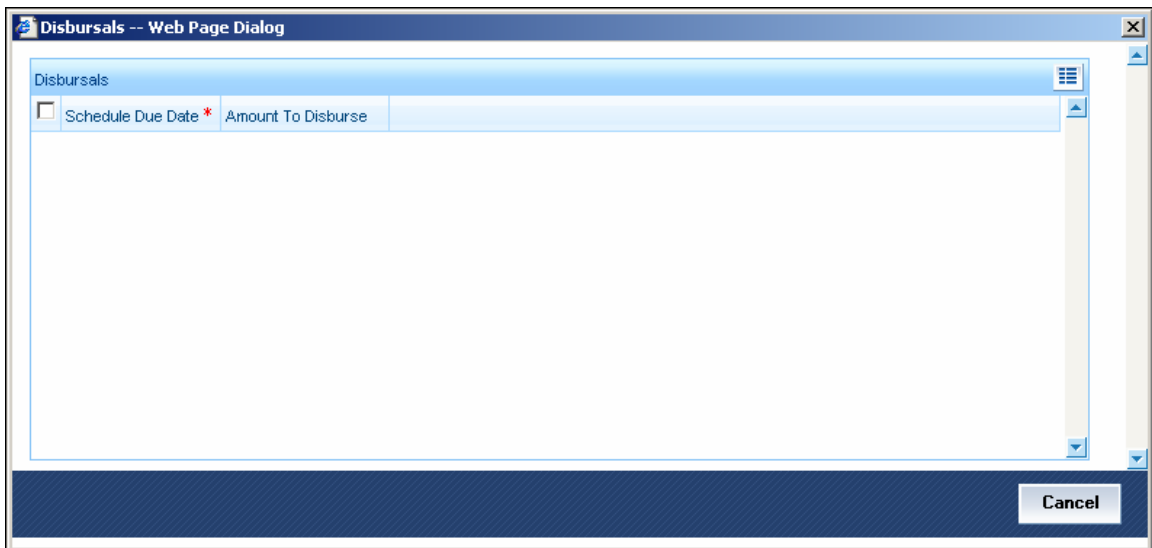 Disbursals -- Web Page Dialog
Disbursals
Schedule Due Date * Amount To Disburse
Cancel